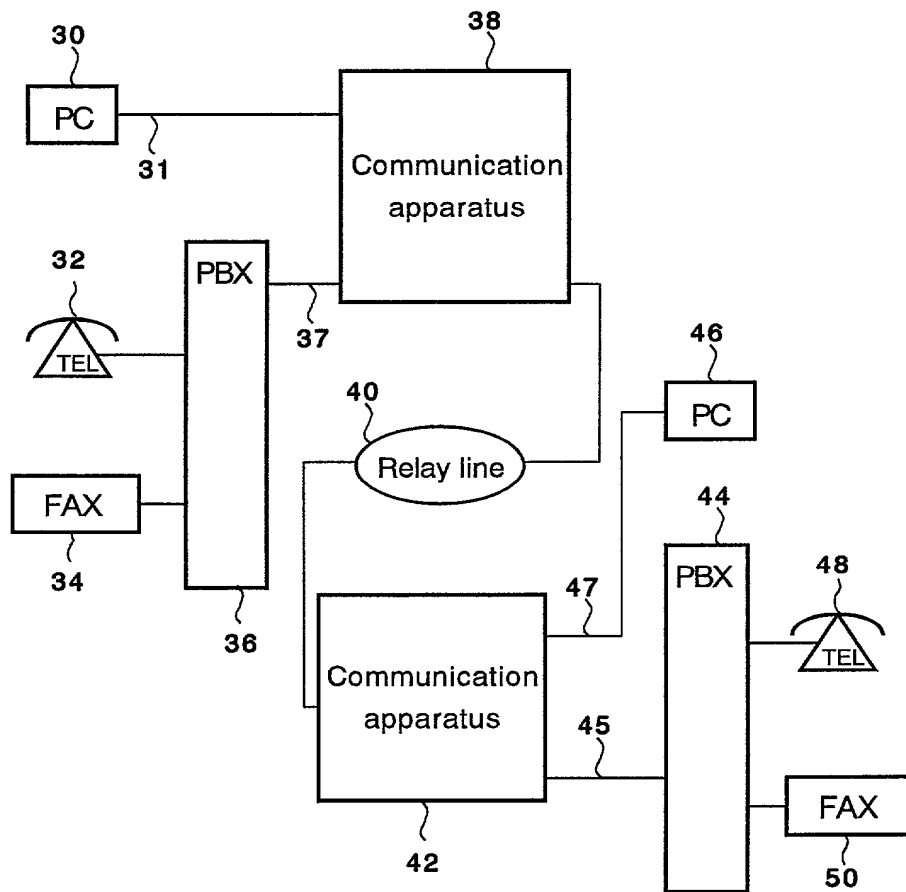 38
30
PC
31
Communication
apparatus
32
PBX
TEL
37
46
PC
40
Relay line
FAX
34
44
PBX
48
TEL
47
36
Communication
apparatus
45
FAX
42
50